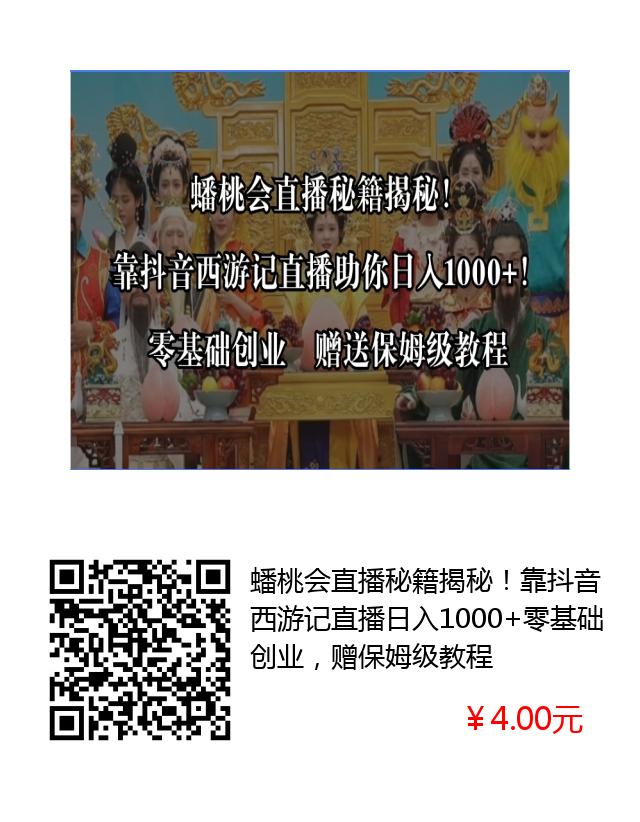 蟠桃会直播秘籍揭秘！
靠抖音西游记直播助你日入1000+！
零基础创业　赠送保姆级教程
蟠桃会直播秘籍揭秘！靠抖音
西游记直播日入1000+零基础
创业，赠保姆级教程
￥4.00元